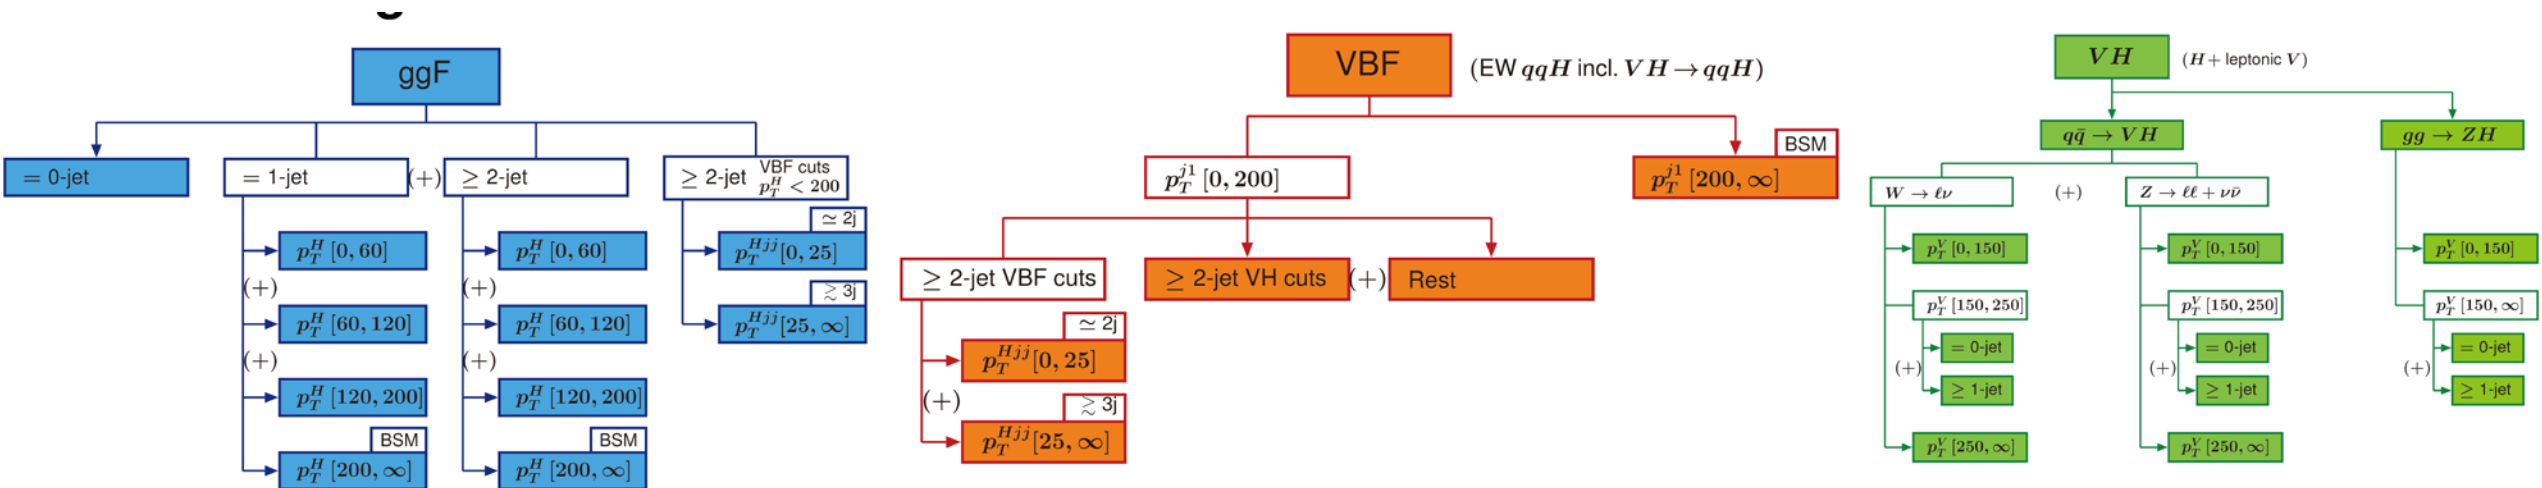 ggF
= 0-jet
= 1-jet
(+)
≥ 2-jet
≥ 2-jet VBF cuts p_T^H < 200
p_T^H [0, 60]
(+)
p_T^H [60, 120]
(+)
p_T^H [120, 200]
BSM
p_T^H [200, ∞]
p_T^H [0, 60]
(+)
p_T^H [60, 120]
(+)
p_T^H [120, 200]
BSM
p_T^H [200, ∞]
≃ 2j
p_T^{Hjj} [0, 25]
≳ 3j
p_T^{Hjj} [25, ∞]
VBF
(EW qqH incl. VH → qqH)
p_T^{j1} [0, 200]
BSM
p_T^{j1} [200, ∞]
≥ 2-jet VBF cuts
≥ 2-jet VH cuts
(+)
Rest
≃ 2j
p_T^{Hjj} [0, 25]
(+)
≳ 3j
p_T^{Hjj} [25, ∞]
VH
(H + leptonic V)
qq̄ → VH
gg → ZH
W → ℓν
(+)
Z → ℓℓ + νν̄
p_T^V [0, 150]
p_T^V [150, 250]
= 0-jet
(+)
≥ 1-jet
p_T^V [250, ∞]
p_T^V [0, 150]
p_T^V [150, 250]
= 0-jet
(+)
≥ 1-jet
p_T^V [250, ∞]
p_T^V [0, 150]
p_T^V [150, ∞]
= 0-jet
(+)
≥ 1-jet